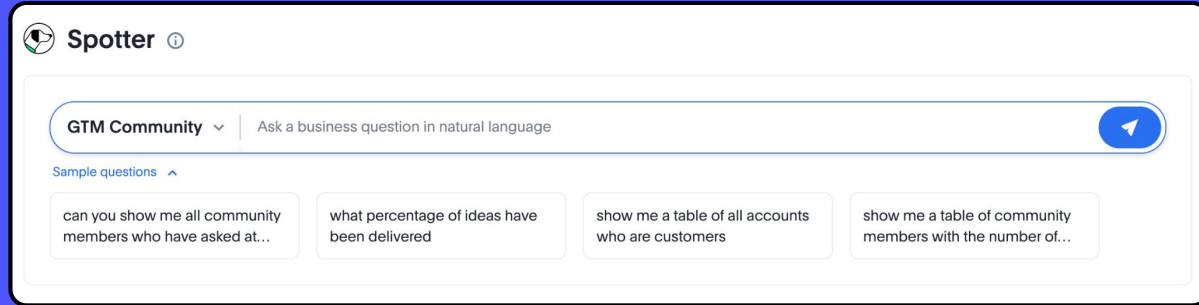 Spotter
GTM Community
Ask a business question in natural language
Sample questions
can you show me all community
members who have asked at...
what percentage of ideas have
been delivered
show me a table of all accounts
who are customers
show me a table of community
members with the number of...